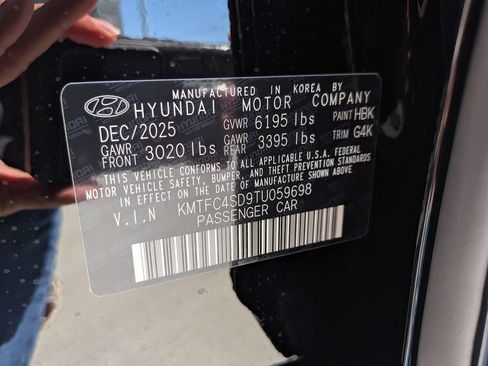 MANUFACTURED IN KOREA BY
HYUNDAI MOTOR COMPANY
DEC/2025 GVWR 6195 lbs PAINT HBK
GAWR FRONT 3020 lbs GAWR REAR 3395 lbs TRIM G4K
THIS VEHICLE CONFORMS TO ALL APPLICABLE U.S.A. FEDERAL
MOTOR VEHICLE SAFETY, BUMPER, AND THEFT PREVENTION STANDARDS
IN EFFECT ON THE DATE OF MANUFACTURE SHOWN ABOVE.
V.I.N KMTFC4SD9TU059698
PASSENGER CAR